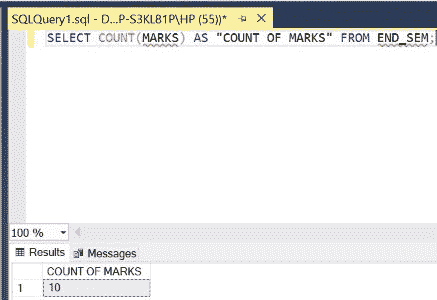 SQLQuery1.sql - D...P-S3KL81P\HP (55))*
SELECT COUNT(MARKS) AS "COUNT OF MARKS" FROM END_SEM;
100 %
Results Messages
COUNT OF MARKS
1 10